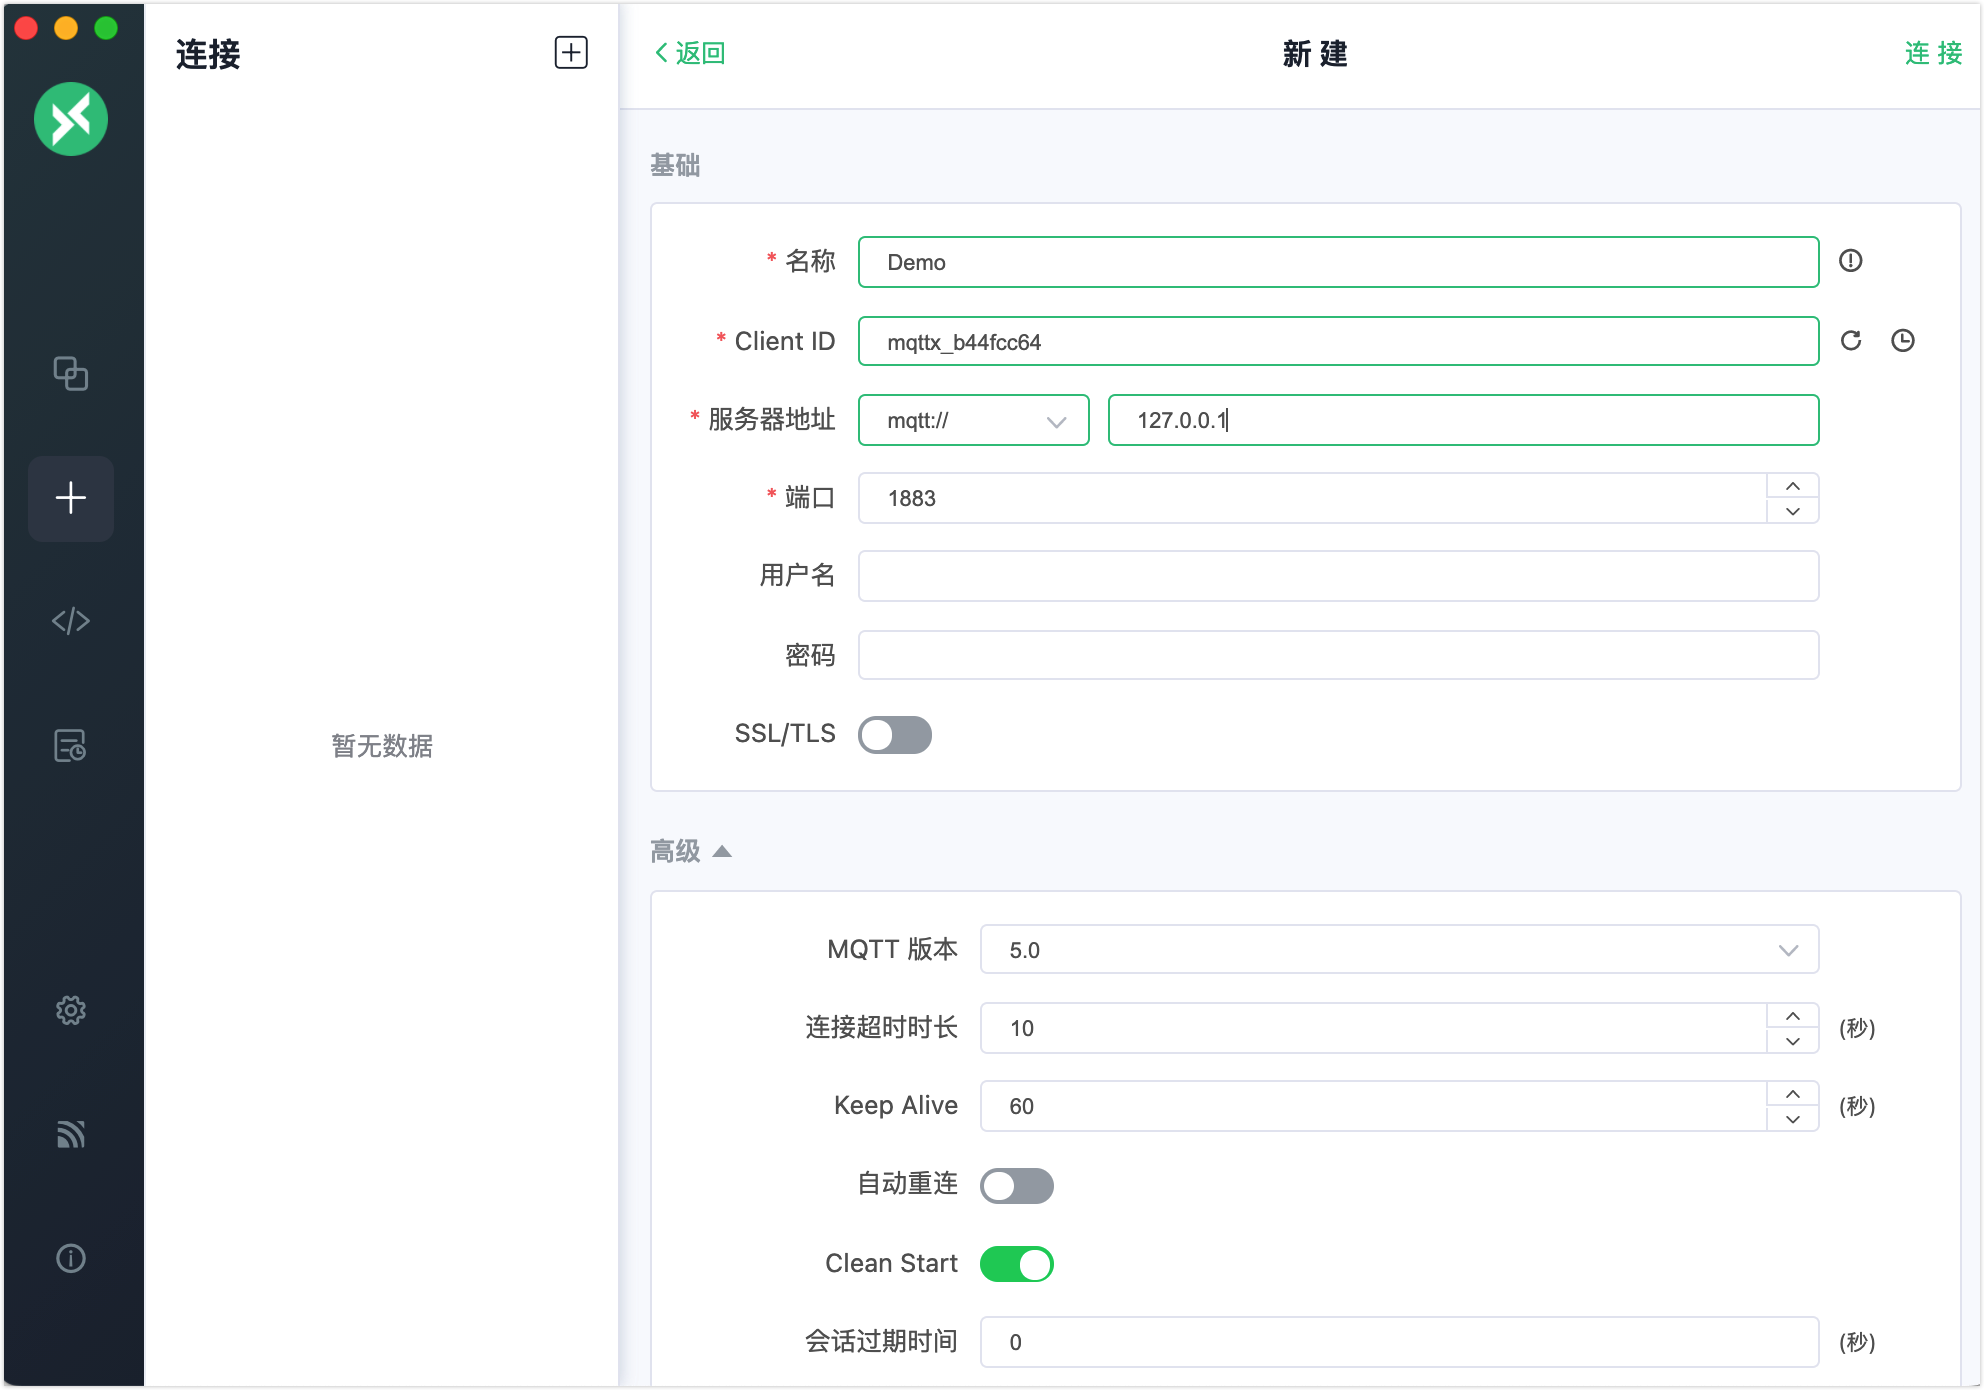 连接
返回
新 建
连 接
基础
* 名称 Demo
* Client ID mqttx_b44fcc64
* 服务器地址 mqtt:// 127.0.0.1
* 端口 1883
用户名
密码
SSL/TLS
暂无数据
高级
MQTT 版本 5.0
连接超时时长 10 (秒)
Keep Alive 60 (秒)
自动重连
Clean Start
会话过期时间 0 (秒)